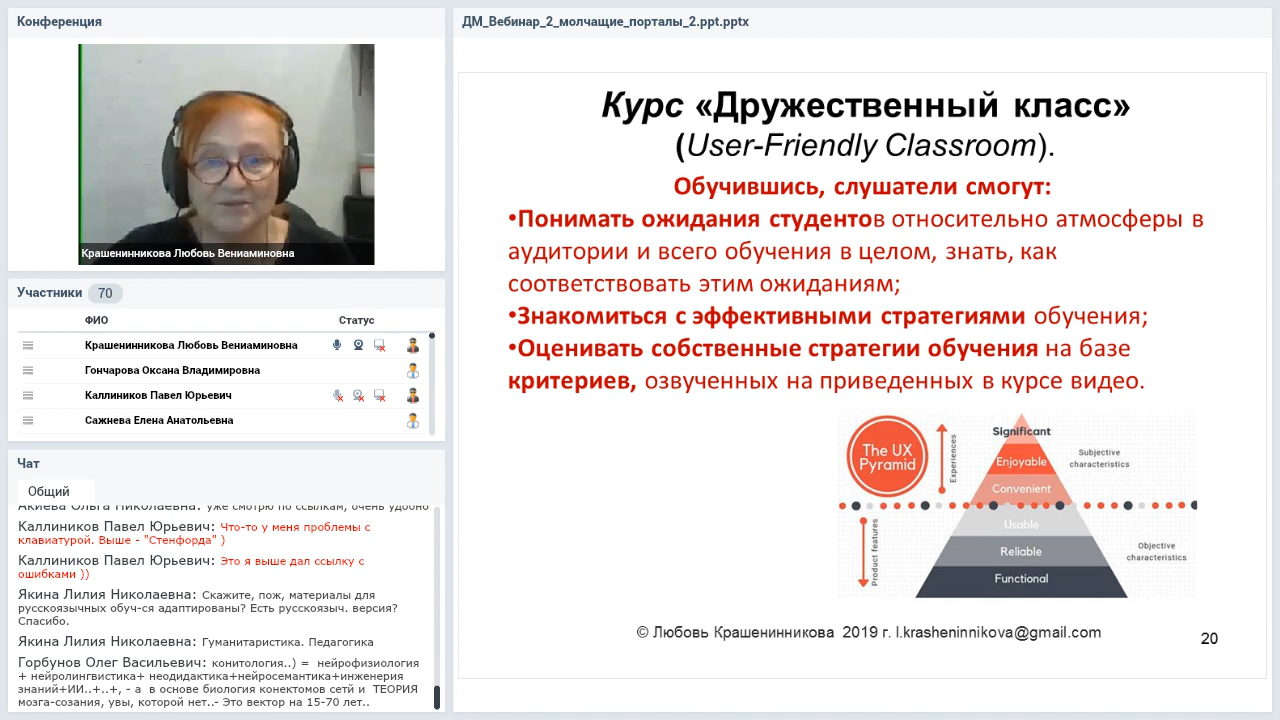 Конференция
Крашенинникова Любовь Вениаминовна
Участники 70
ФИО Статус
Крашенинникова Любовь Вениаминовна
Гончарова Оксана Владимировна
Каллиников Павел Юрьевич
Сажнева Елена Анатольевна
Чат
Общий
Акиева Ольга Николаевна: уже смотрю по ссылкам, очень удобно
Каллиников Павел Юрьевич: Что-то у меня проблемы с
клавиатурой. Выше - "Стенфорда" )
Каллиников Павел Юрьевич: Это я выше дал ссылку с
ошибками ))
Якина Лилия Николаевна: Скажите, пож, материалы для
русскоязычных обуч-ся адаптированы? Есть русскоязыч. версия?
Спасибо.
Якина Лилия Николаевна: Гуманитаристика. Педагогика
Горбунов Олег Васильевич: конитология..) = нейрофизиология
+ нейролингвистика+ неодидактика+нейросемантика+инженерия
знаний+ИИ..+..+, - а в основе биология конектомов сетй и ТЕОРИЯ
мозга-созания, увы, которой нет..- Это вектор на 15-70 лет..
ДМ_Вебинар_2_молчащие_порталы_2.ppt.pptx
Курс «Дружественный класс»
(User-Friendly Classroom).
Обучившись, слушатели смогут:
•Понимать ожидания студентов относительно атмосферы в
аудитории и всего обучения в целом, знать, как
соответствовать этим ожиданиям;
•Знакомиться с эффективными стратегиями обучения;
•Оценивать собственные стратегии обучения на базе
критериев, озвученных на приведенных в курсе видео.
The UX
Pyramid
Experiences
Product features
Significant
Enjoyable
Convenient
Usable
Reliable
Functional
Subjective
characteristics
Objective
characteristics
© Любовь Крашенинникова 2019 г. l.krasheninnikova@gmail.com
20